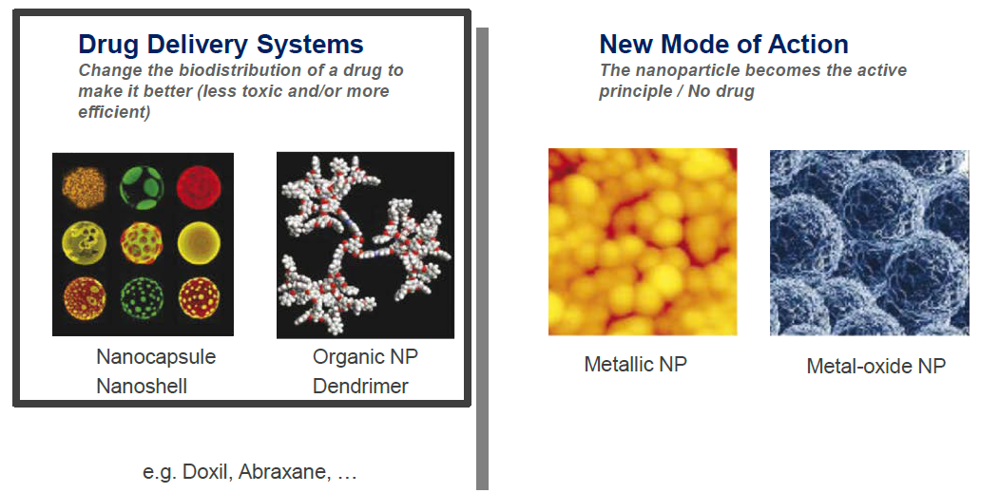 Drug Delivery Systems
Change the biodistribution of a drug to
make it better (less toxic and/or more
efficient)
Nanocapsule
Nanoshell
Organic NP
Dendrimer
e.g. Doxil, Abraxane, …
New Mode of Action
The nanoparticle becomes the active
principle / No drug
Metallic NP
Metal-oxide NP